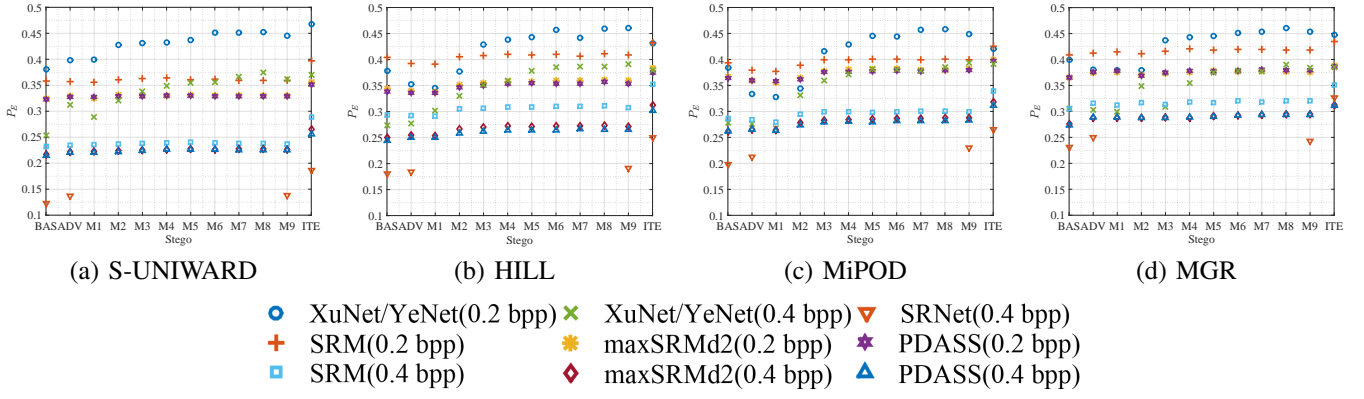 0.5
0.45
0.4
0.35
0.3
0.25
0.2
0.15
0.1
P_E
BAS ADV M1 M2 M3 M4 M5 M6 M7 M8 M9 ITE
Stego
(a) S-UNIWARD
0.5
0.45
0.4
0.35
0.3
0.25
0.2
0.15
0.1
P_E
BAS ADV M1 M2 M3 M4 M5 M6 M7 M8 M9 ITE
Stego
(b) HILL
0.5
0.45
0.4
0.35
0.3
0.25
0.2
0.15
0.1
P_E
BAS ADV M1 M2 M3 M4 M5 M6 M7 M8 M9 ITE
Stego
(c) MiPOD
0.5
0.45
0.4
0.35
0.3
0.25
0.2
0.15
0.1
P_E
BAS ADV M1 M2 M3 M4 M5 M6 M7 M8 M9 ITE
Stego
(d) MGR
XuNet/YeNet(0.2 bpp) XuNet/YeNet(0.4 bpp) SRNet(0.4 bpp)
SRM(0.2 bpp) maxSRMd2(0.2 bpp) PDASS(0.2 bpp)
SRM(0.4 bpp) maxSRMd2(0.4 bpp) PDASS(0.4 bpp)